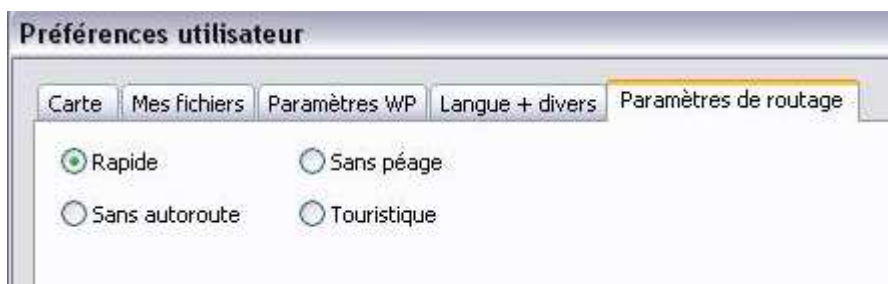 Préférences utilisateur
Carte Mes fichiers Paramètres WP Langue + divers Paramètres de routage
Rapide Sans péage
Sans autoroute Touristique